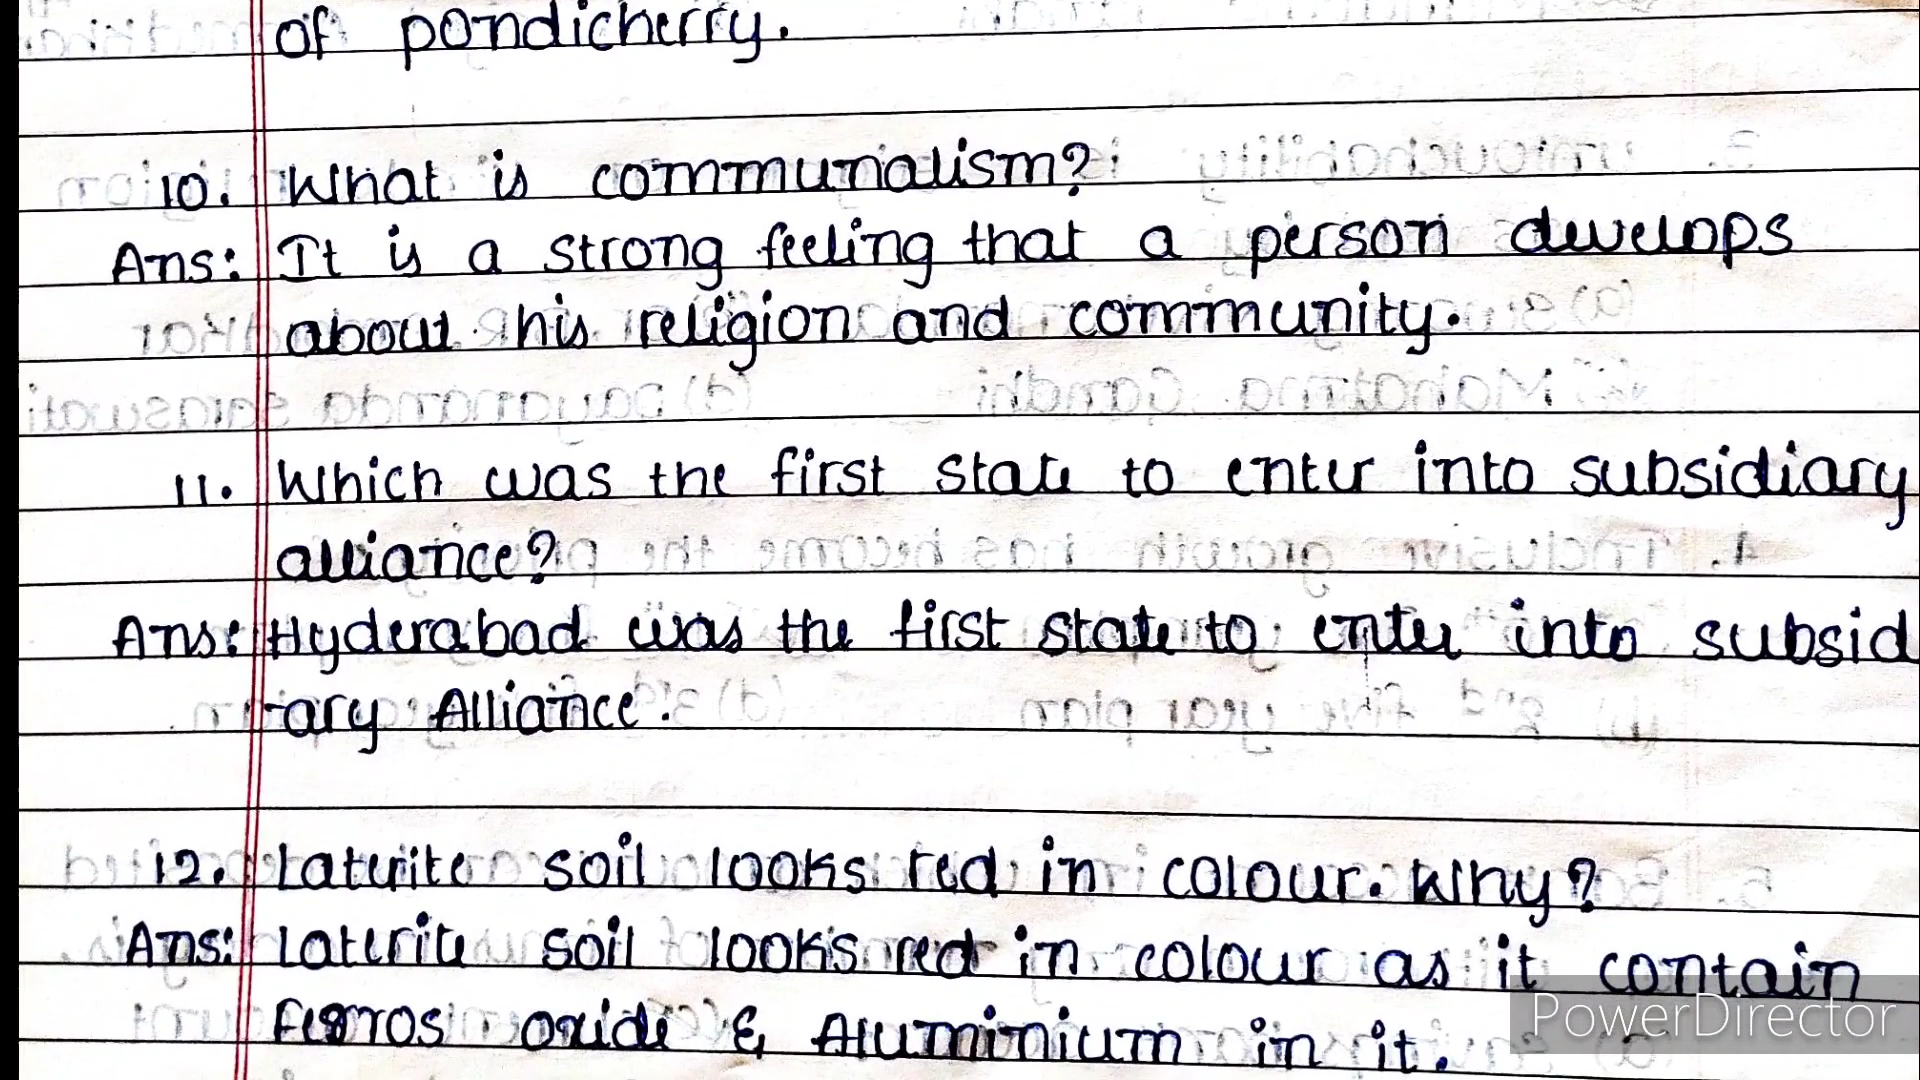 of pondicherry.
10. What is communalism?
Ans: It is a strong feeling that a person develops
about his religion and community.
11. Which was the first state to enter into subsidiary
alliance?
Ans: Hyderabad was the first state to enter into subsid
-ary Alliance.
12. Laterite soil looks red in colour. Why?
Ans: Laterite soil looks red in colour as it contain
oxide & Aluminium in it.
PowerDirector